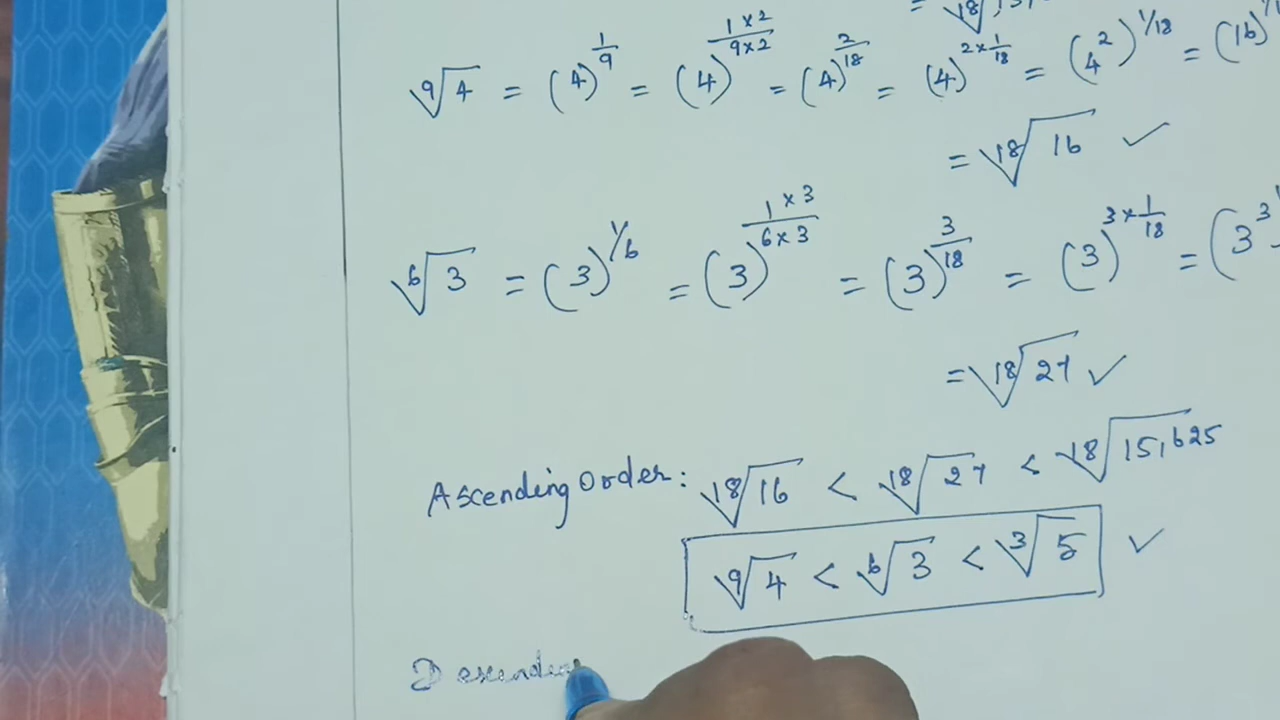 ⁹√4 = (4)^(1/9) = (4)^((1×2)/(9×2)) = (4)^(2/18) = (4)^(2×1/18) = (4²)^(1/18) = (16)
= ¹⁸√16 ✓
⁶√3 = (3)^(1/6) = (3)^((1×3)/(6×3)) = (3)^(3/18) = (3)^(3×1/18) = (3³
= ¹⁸√27 ✓
Ascending Order: ¹⁸√16 < ¹⁸√27 < ¹⁸√15,625
⁹√4 < ⁶√3 < ³√5 ✓